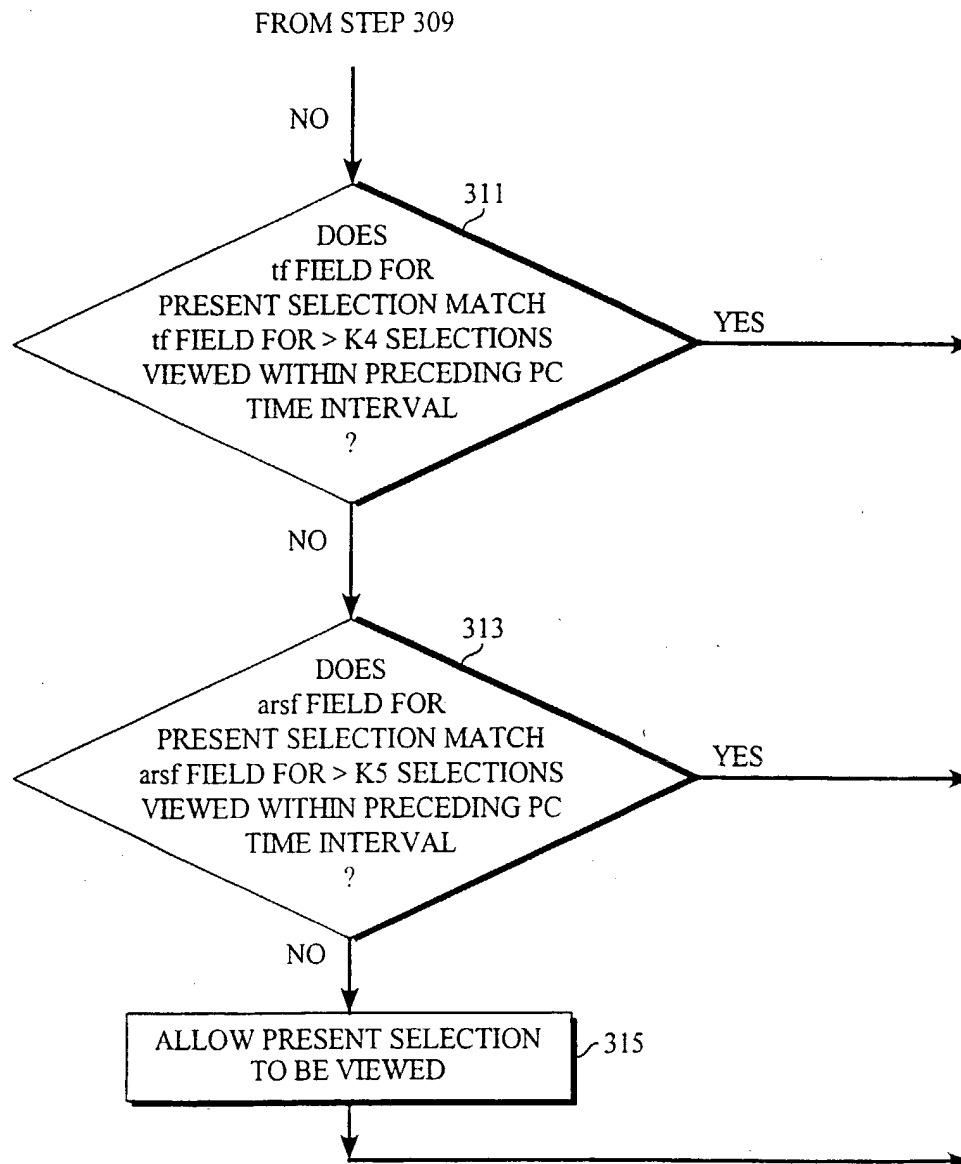 FROM STEP 309
NO
311
DOES
tf FIELD FOR
PRESENT SELECTION MATCH
tf FIELD FOR > K4 SELECTIONS
VIEWED WITHIN PRECEDING PC
TIME INTERVAL
?
YES
NO
313
DOES
arsf FIELD FOR
PRESENT SELECTION MATCH
arsf FIELD FOR > K5 SELECTIONS
VIEWED WITHIN PRECEDING PC
TIME INTERVAL
?
YES
NO
ALLOW PRESENT SELECTION
TO BE VIEWED
315